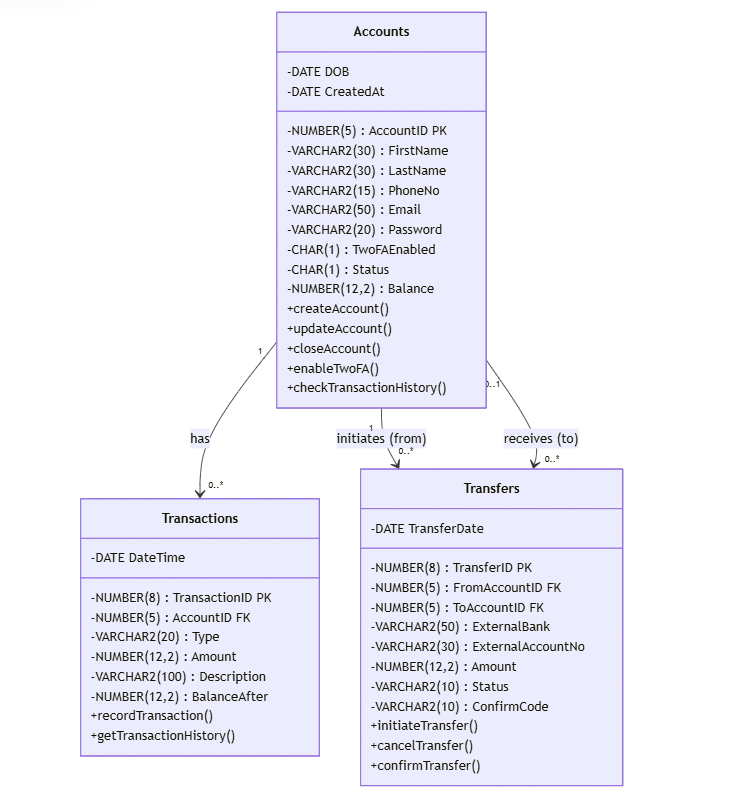 Accounts
-DATE DOB
-DATE CreatedAt
-NUMBER(5) : AccountID PK
-VARCHAR2(30) : FirstName
-VARCHAR2(30) : LastName
-VARCHAR2(15) : PhoneNo
-VARCHAR2(50) : Email
-VARCHAR2(20) : Password
-CHAR(1) : TwoFAEnabled
-CHAR(1) : Status
-NUMBER(12,2) : Balance
+createAccount()
+updateAccount()
+closeAccount()
+enableTwoFA()
+checkTransactionHistory()
1
has
0..*
1
initiates (from)
0..*
0..1
receives (to)
0..*
Transactions
-DATE DateTime
-NUMBER(8) : TransactionID PK
-NUMBER(5) : AccountID FK
-VARCHAR2(20) : Type
-NUMBER(12,2) : Amount
-VARCHAR2(100) : Description
-NUMBER(12,2) : BalanceAfter
+recordTransaction()
+getTransactionHistory()
Transfers
-DATE TransferDate
-NUMBER(8) : TransferID PK
-NUMBER(5) : FromAccountID FK
-NUMBER(5) : ToAccountID FK
-VARCHAR2(50) : ExternalBank
-VARCHAR2(30) : ExternalAccountNo
-NUMBER(12,2) : Amount
-VARCHAR2(10) : Status
-VARCHAR2(10) : ConfirmCode
+initiateTransfer()
+cancelTransfer()
+confirmTransfer()